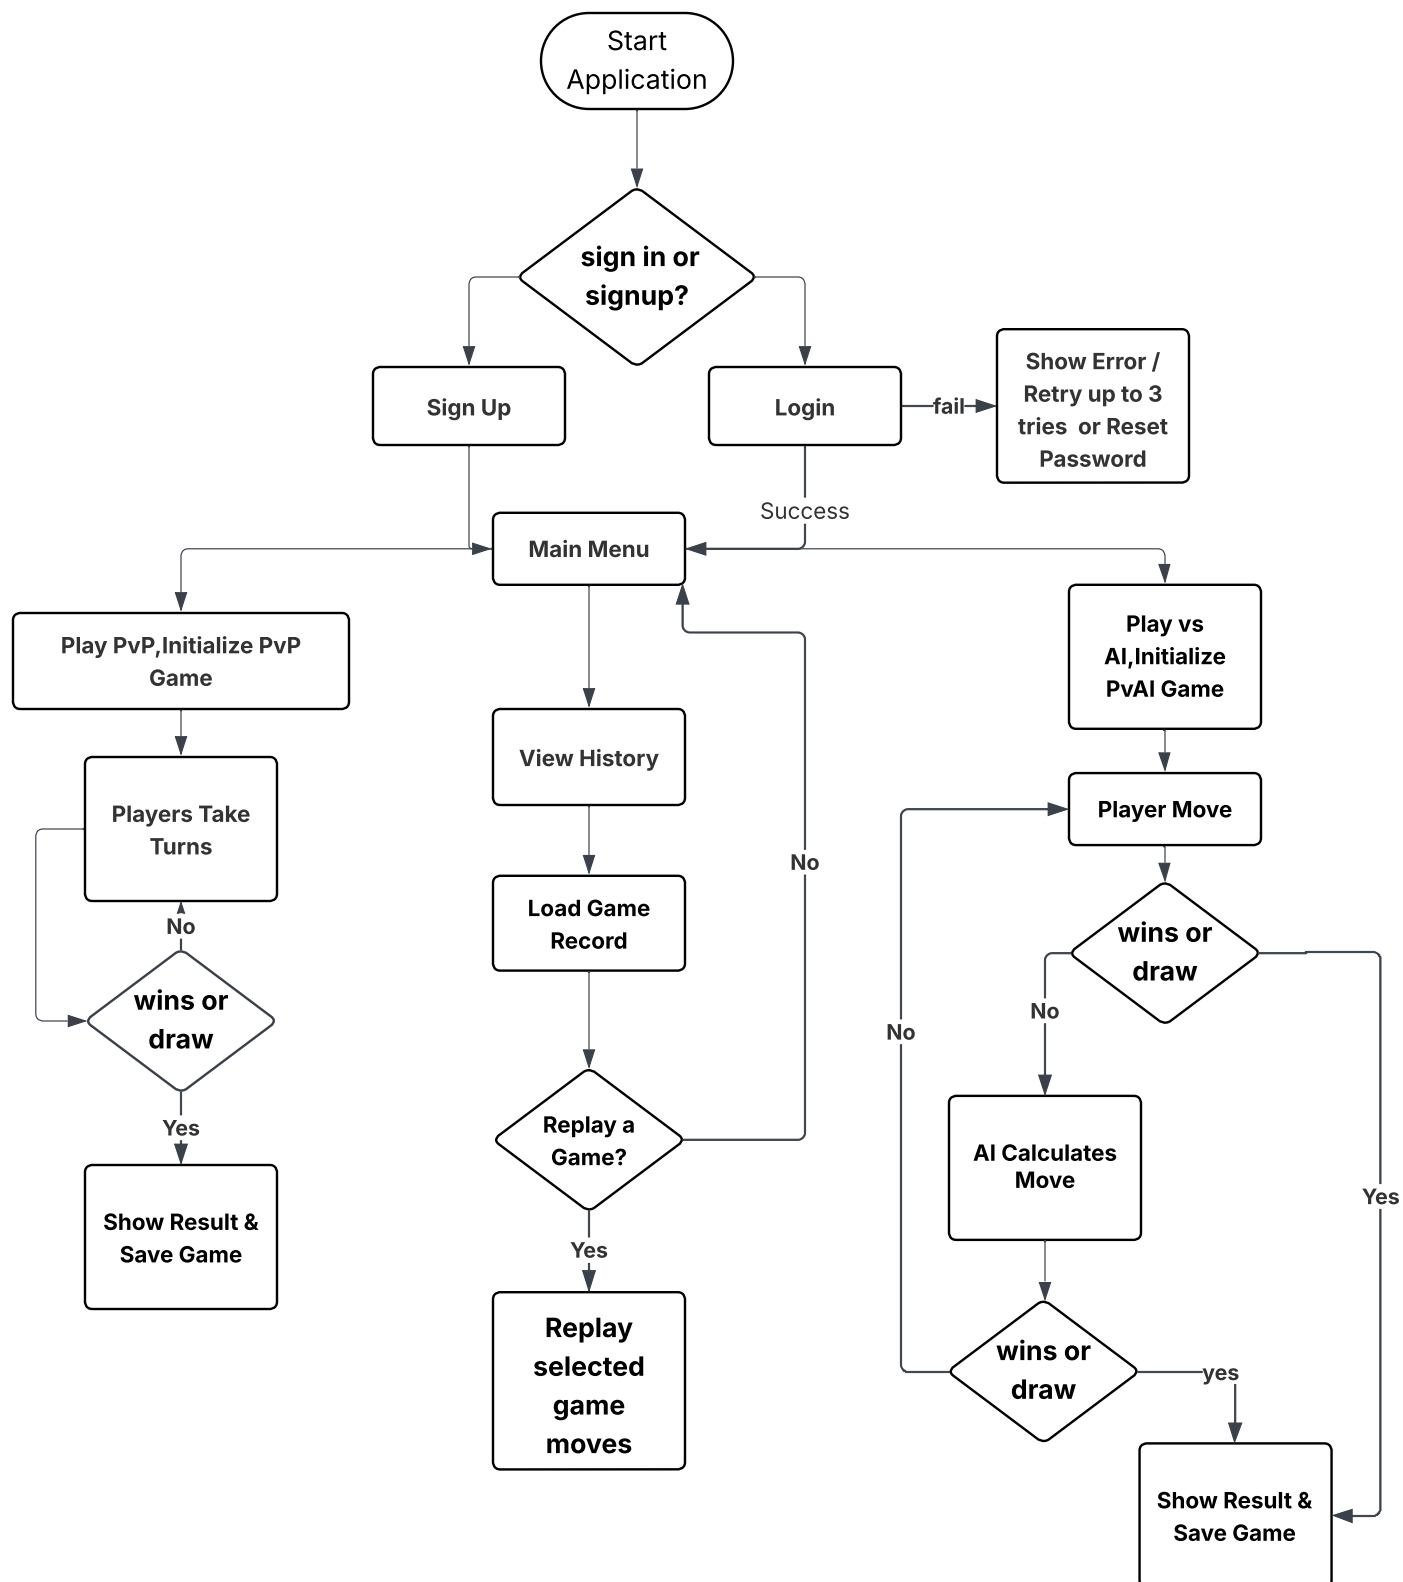 Start
Application
sign in or
signup?
Sign Up
Login
fail
Show Error /
Retry up to 3
tries  or Reset
Password
Success
Main Menu
Play PvP,Initialize PvP
Game
Players Take
Turns
No
wins or
draw
Yes
Show Result &
Save Game
View History
Load Game
Record
Replay a
Game?
No
Yes
Replay
selected
game
moves
Play vs
AI,Initialize
PvAI Game
Player Move
wins or
draw
No
No
AI Calculates
Move
Yes
wins or
draw
yes
Show Result &
Save Game